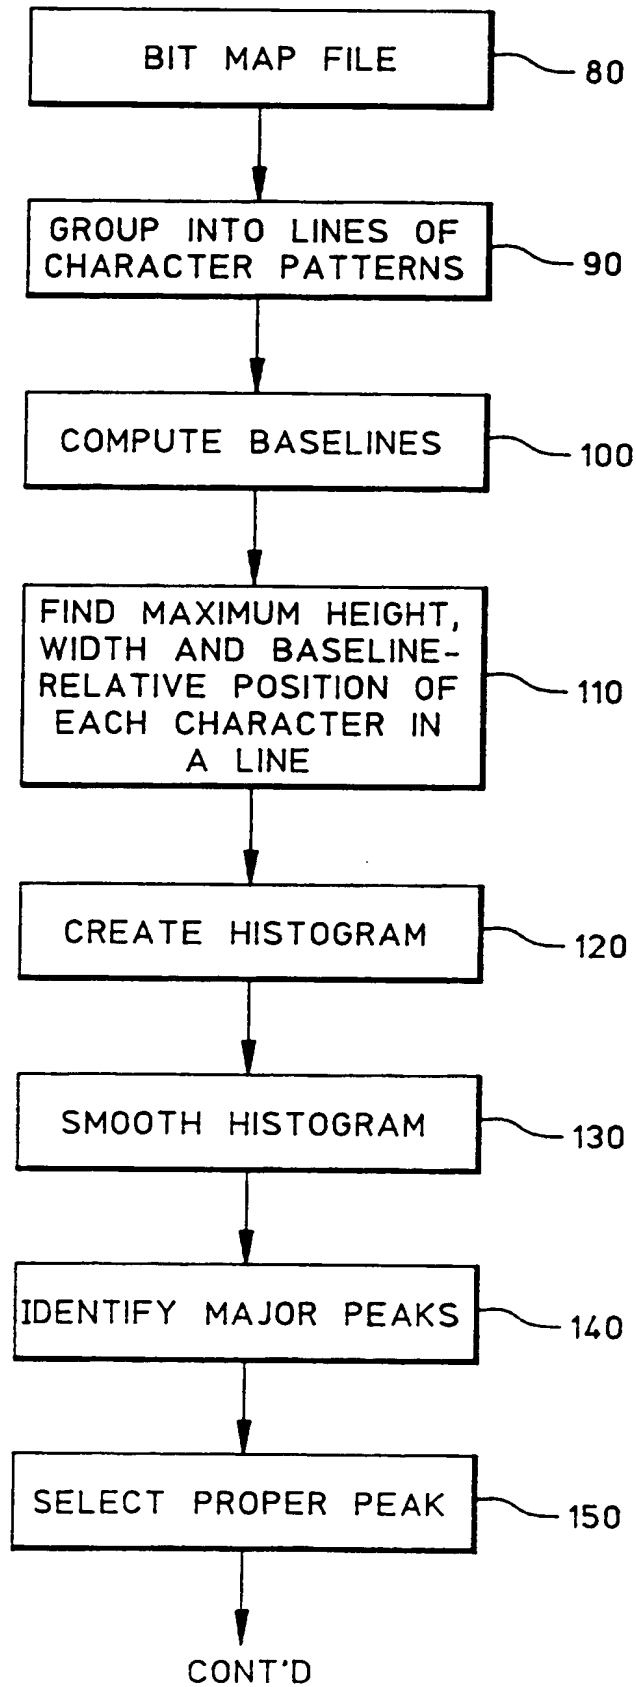 BIT MAP FILE
80
GROUP INTO LINES OF
CHARACTER PATTERNS
90
COMPUTE BASELINES
100
FIND MAXIMUM HEIGHT,
WIDTH AND BASELINE-
RELATIVE POSITION OF
EACH CHARACTER IN
A LINE
110
CREATE HISTOGRAM
120
SMOOTH HISTOGRAM
130
IDENTIFY MAJOR PEAKS
140
SELECT PROPER PEAK
150
CONT'D